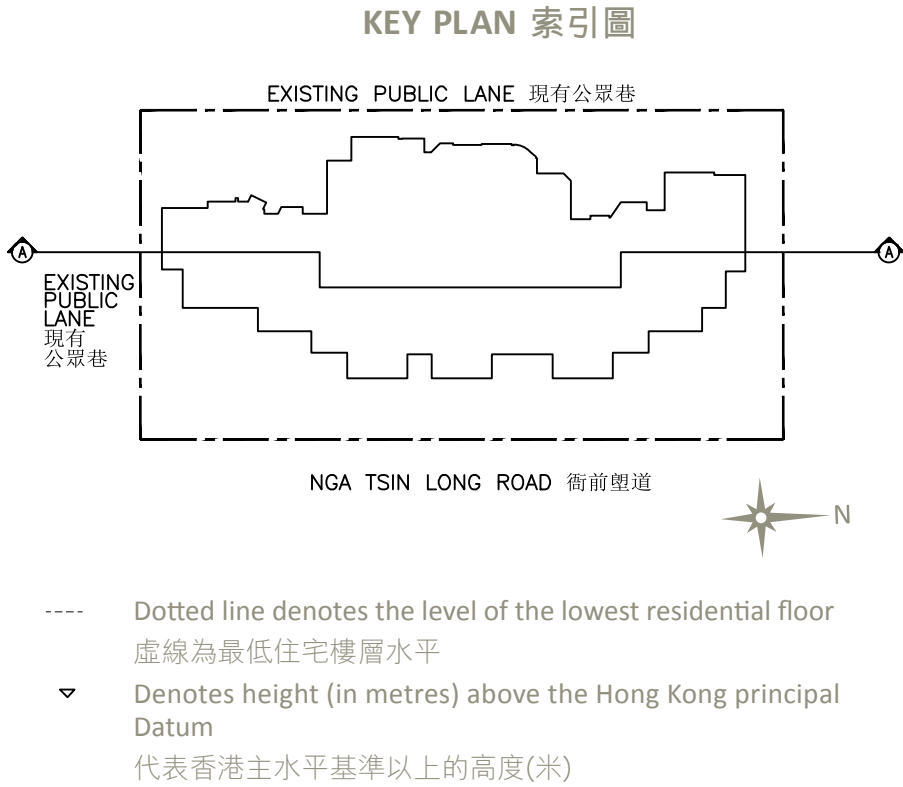 KEY PLAN 索引圖
EXISTING PUBLIC LANE 現有公眾巷
A
A
EXISTING
PUBLIC
LANE
現有
公眾巷
NGA TSIN LONG ROAD 衙前塱道
N
Dotted line denotes the level of the lowest residential floor
虛線為最低住宅樓層水平
Denotes height (in metres) above the Hong Kong principal
Datum
代表香港主水平基準以上的高度(米)